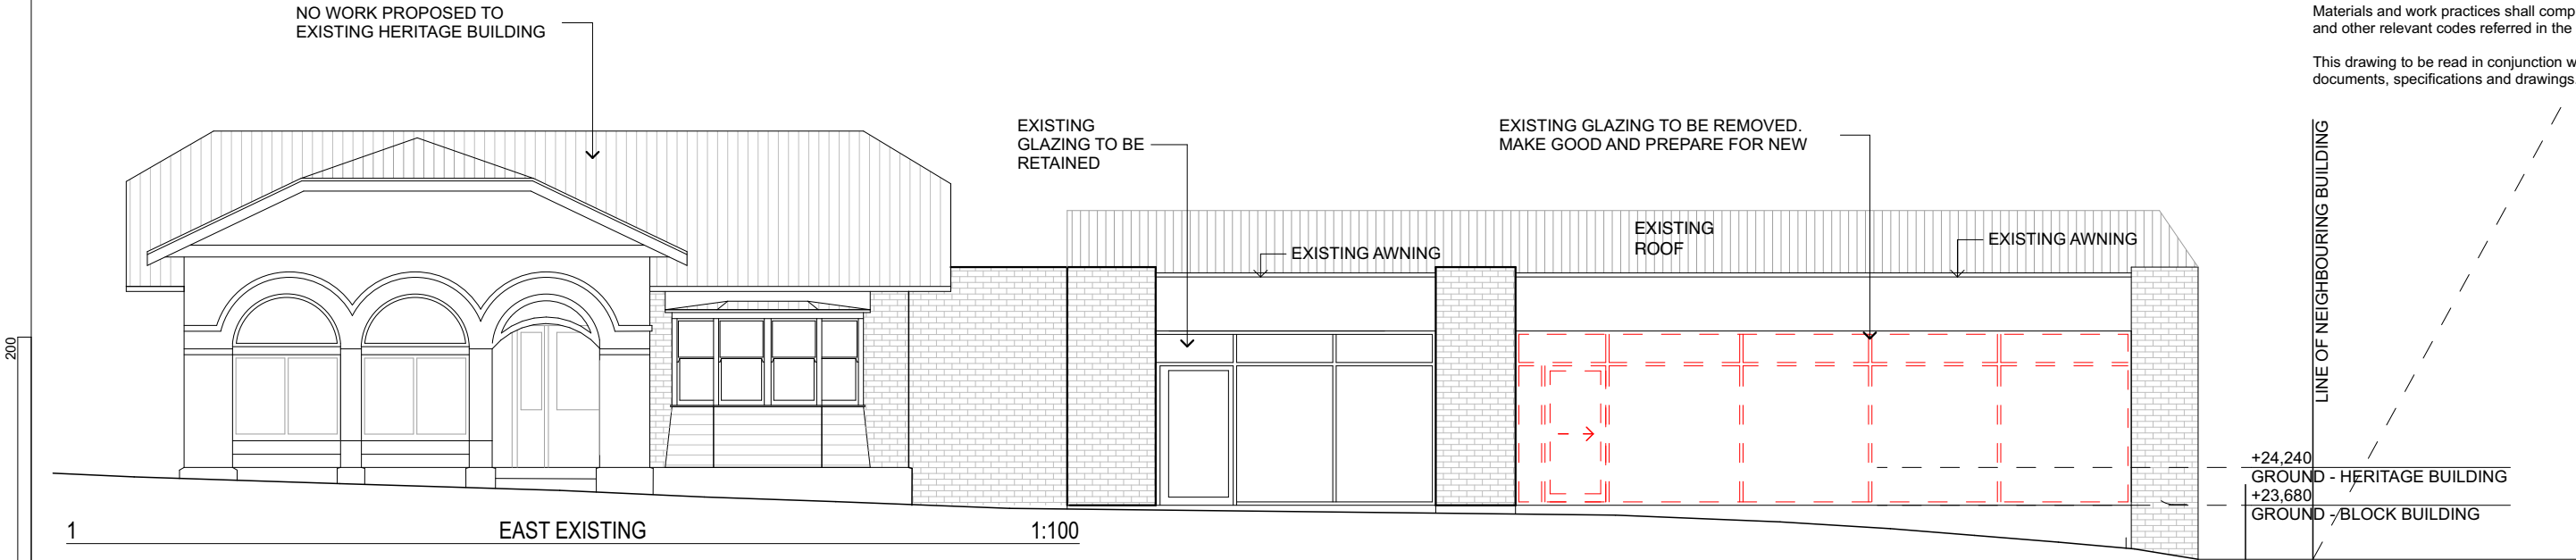 NO WORK PROPOSED TO
EXISTING HERITAGE BUILDING
Materials and work practices shall comp
and other relevant codes referred in the
This drawing to be read in conjunction w
documents, specifications and drawings
EXISTING
GLAZING TO BE
RETAINED
EXISTING GLAZING TO BE REMOVED.
MAKE GOOD AND PREPARE FOR NEW
LINE OF NEIGHBOURING BUILDING
EXISTING AWNING
EXISTING
ROOF
EXISTING AWNING
200
+24,240
GROUND - HERITAGE BUILDING
+23,680
GROUND - BLOCK BUILDING
1 EAST EXISTING 1:100